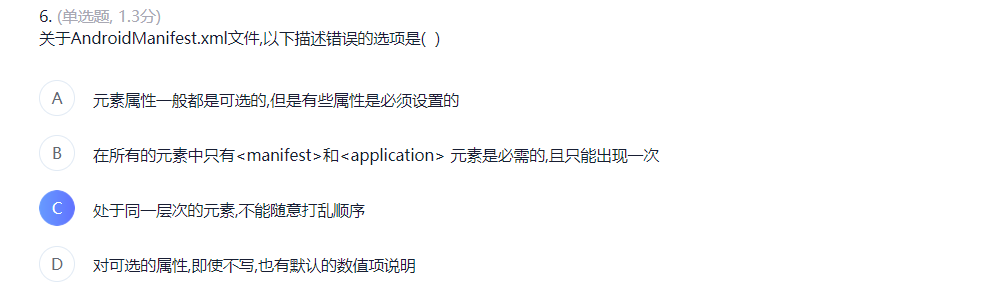 6. (单选题, 1.3分)
关于AndroidManifest.xml文件,以下描述错误的选项是( )
A 元素属性一般都是可选的,但是有些属性是必须设置的
B 在所有的元素中只有<manifest>和<application> 元素是必需的,且只能出现一次
C 处于同一层次的元素,不能随意打乱顺序
D 对可选的属性,即使不写,也有默认的数值项说明